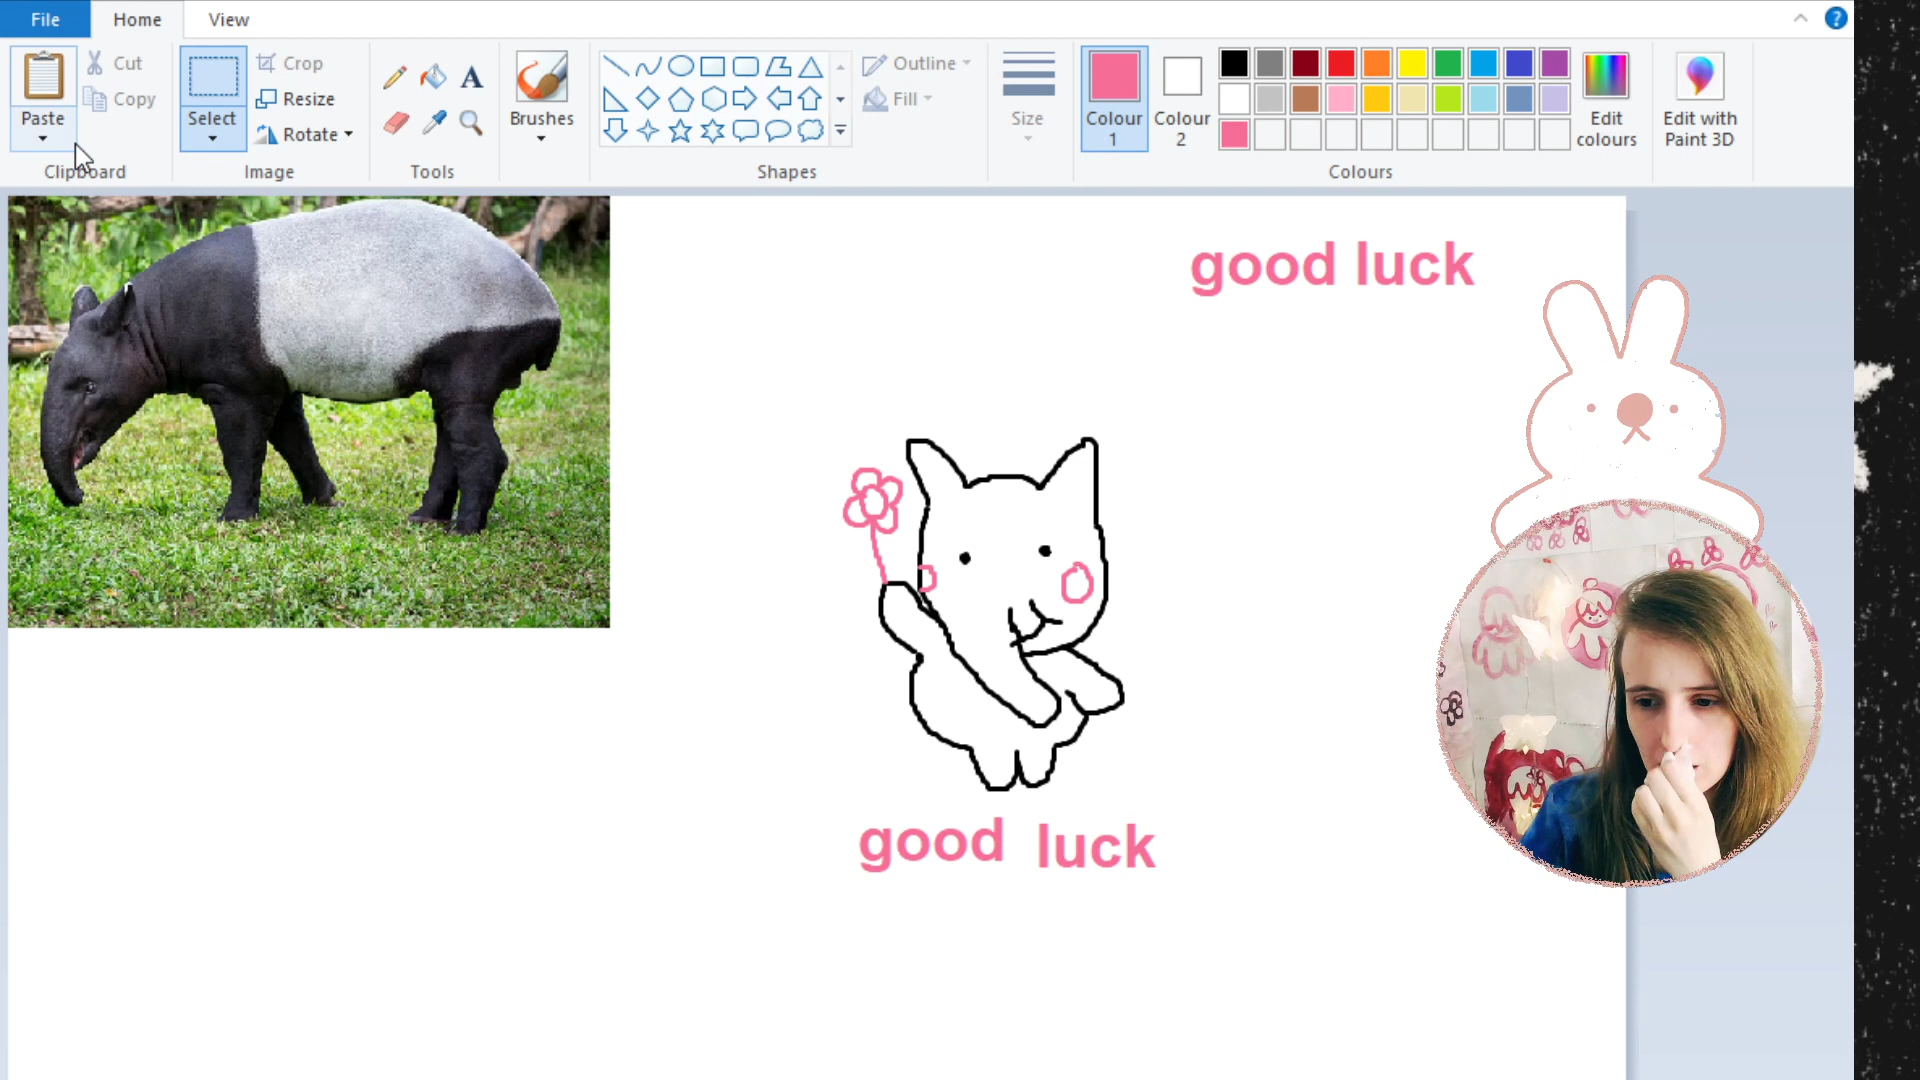 File Home View
Paste Cut Copy
Select Crop Resize Rotate
Brushes
Outline Fill
Size
Colour 1
Colour 2
Edit colours
Edit with Paint 3D
Clipboard Image Tools Shapes Colours
good luck
good luck